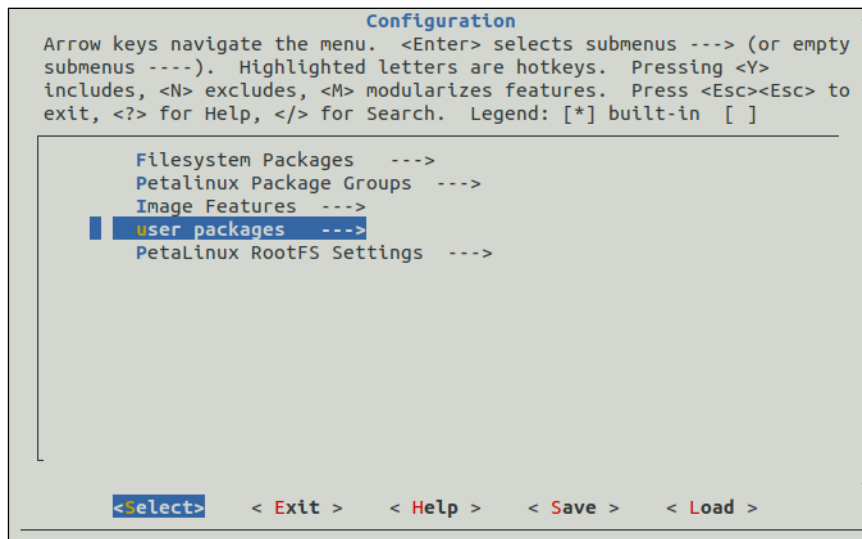 Configuration
Arrow keys navigate the menu.  <Enter> selects submenus ---> (or empty
submenus ----).  Highlighted letters are hotkeys.  Pressing <Y>
includes, <N> excludes, <M> modularizes features.  Press <Esc><Esc> to
exit, <?> for Help, </> for Search.  Legend: [*] built-in  [ ]
Filesystem Packages   --->
Petalinux Package Groups  --->
Image Features  --->
user packages   --->
PetaLinux RootFS Settings  --->
<Select>    < Exit >    < Help >    < Save >    < Load >